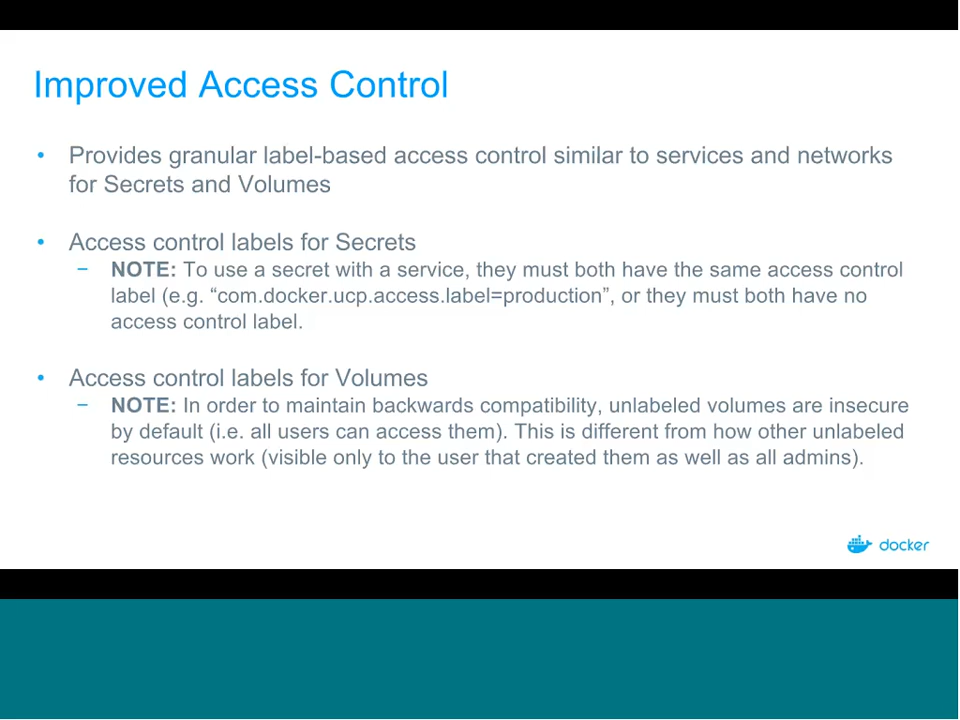 Improved Access Control
• Provides granular label-based access control similar to services and networks
for Secrets and Volumes
• Access control labels for Secrets
− NOTE: To use a secret with a service, they must both have the same access control
label (e.g. “com.docker.ucp.access.label=production”, or they must both have no
access control label.
• Access control labels for Volumes
− NOTE: In order to maintain backwards compatibility, unlabeled volumes are insecure
by default (i.e. all users can access them). This is different from how other unlabeled
resources work (visible only to the user that created them as well as all admins).
docker